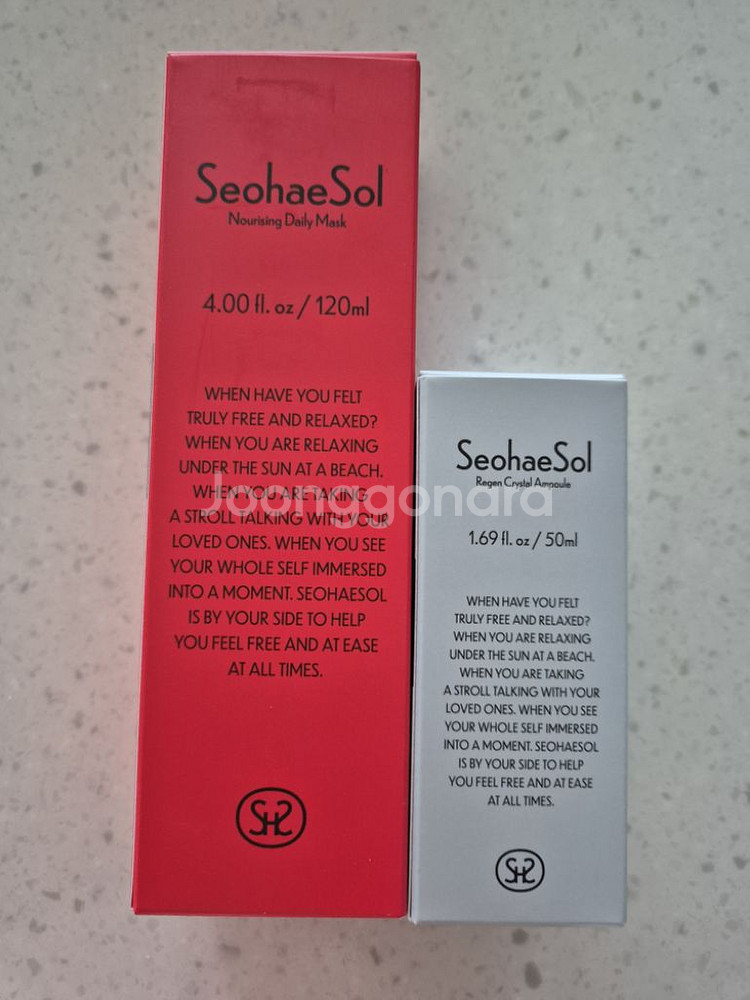 SeohaeSol
Nourising Daily Mask
4.00 fl. oz / 120ml
WHEN HAVE YOU FELT
TRULY FREE AND RELAXED?
WHEN YOU ARE RELAXING
UNDER THE SUN AT A BEACH.
WHEN YOU ARE TAKING
A STROLL TALKING WITH YOUR
LOVED ONES. WHEN YOU SEE
YOUR WHOLE SELF IMMERSED
INTO A MOMENT. SEOHAESOL
IS BY YOUR SIDE TO HELP
YOU FEEL FREE AND AT EASE
AT ALL TIMES.
SHS
SeohaeSol
Regen Crystal Ampoule
1.69 fl. oz / 50ml
WHEN HAVE YOU FELT
TRULY FREE AND RELAXED?
WHEN YOU ARE RELAXING
UNDER THE SUN AT A BEACH.
WHEN YOU ARE TAKING
A STROLL TALKING WITH YOUR
LOVED ONES. WHEN YOU SEE
YOUR WHOLE SELF IMMERSED
INTO A MOMENT. SEOHAESOL
IS BY YOUR SIDE TO HELP
YOU FEEL FREE AND AT EASE
AT ALL TIMES.
SHS
Joonggonara